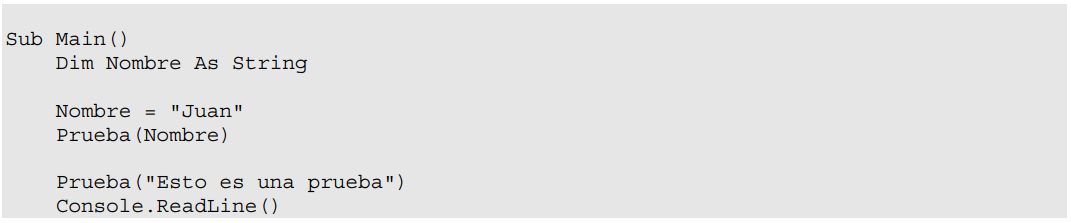 Sub Main()
    Dim Nombre As String
    Nombre = "Juan"
    Prueba(Nombre)
    Prueba("Esto es una prueba")
    Console.ReadLine()